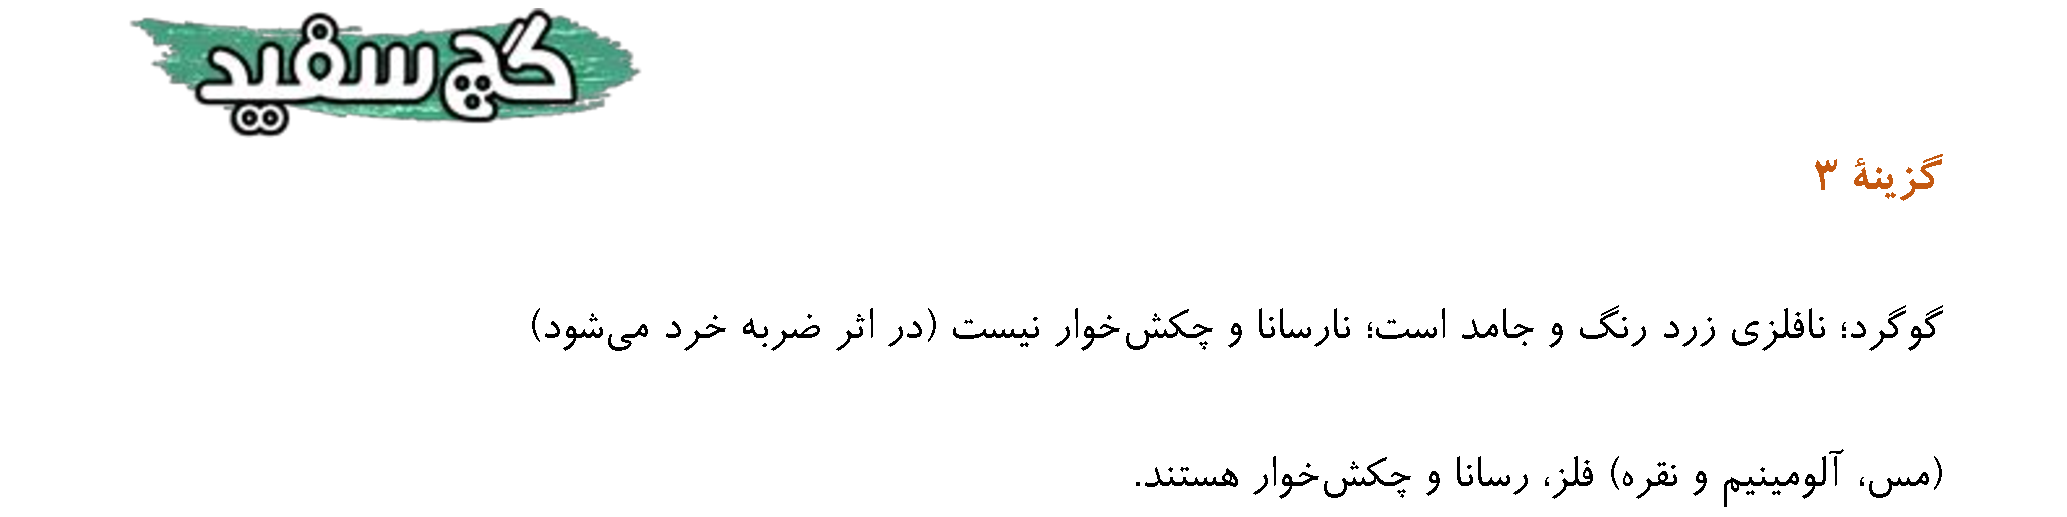 گچ سفید
گزینهٔ ۳
گوگرد؛ نافلزی زرد رنگ و جامد است؛ نارسانا و چکش‌خوار نیست (در اثر ضربه خرد می‌شود)
(مس، آلومینیم و نقره) فلز، رسانا و چکش‌خوار هستند.